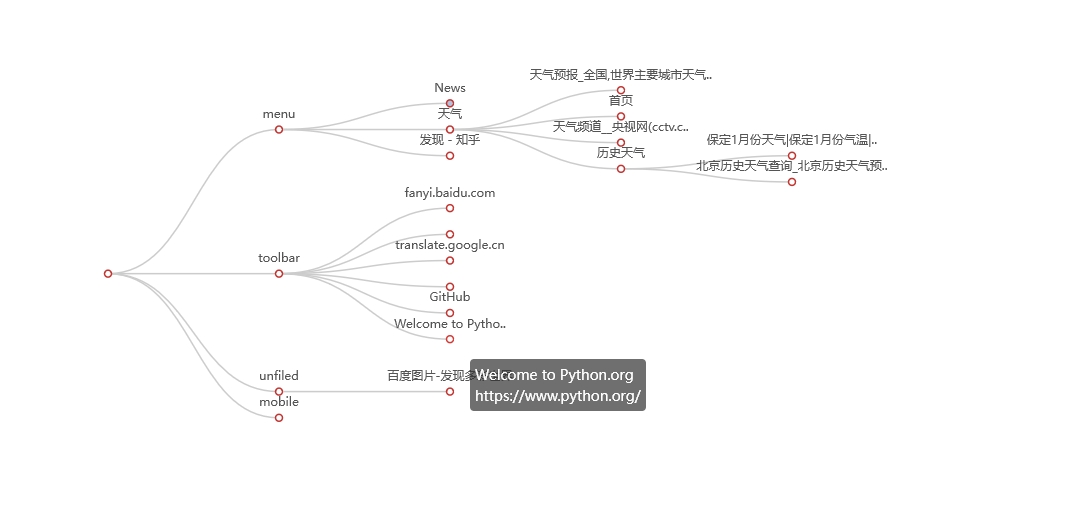 天气预报_全国,世界主要城市天气..
News
首页
menu
天气
天气频道__央视网(cctv.c..
发现 - 知乎
历史天气
保定1月份天气|保定1月份气温|..
北京历史天气查询_北京历史天气预..
fanyi.baidu.com
translate.google.cn
toolbar
GitHub
Welcome to Pytho..
unfiled
百度图片-发现多
Welcome to Python.org
https://www.python.org/
mobile